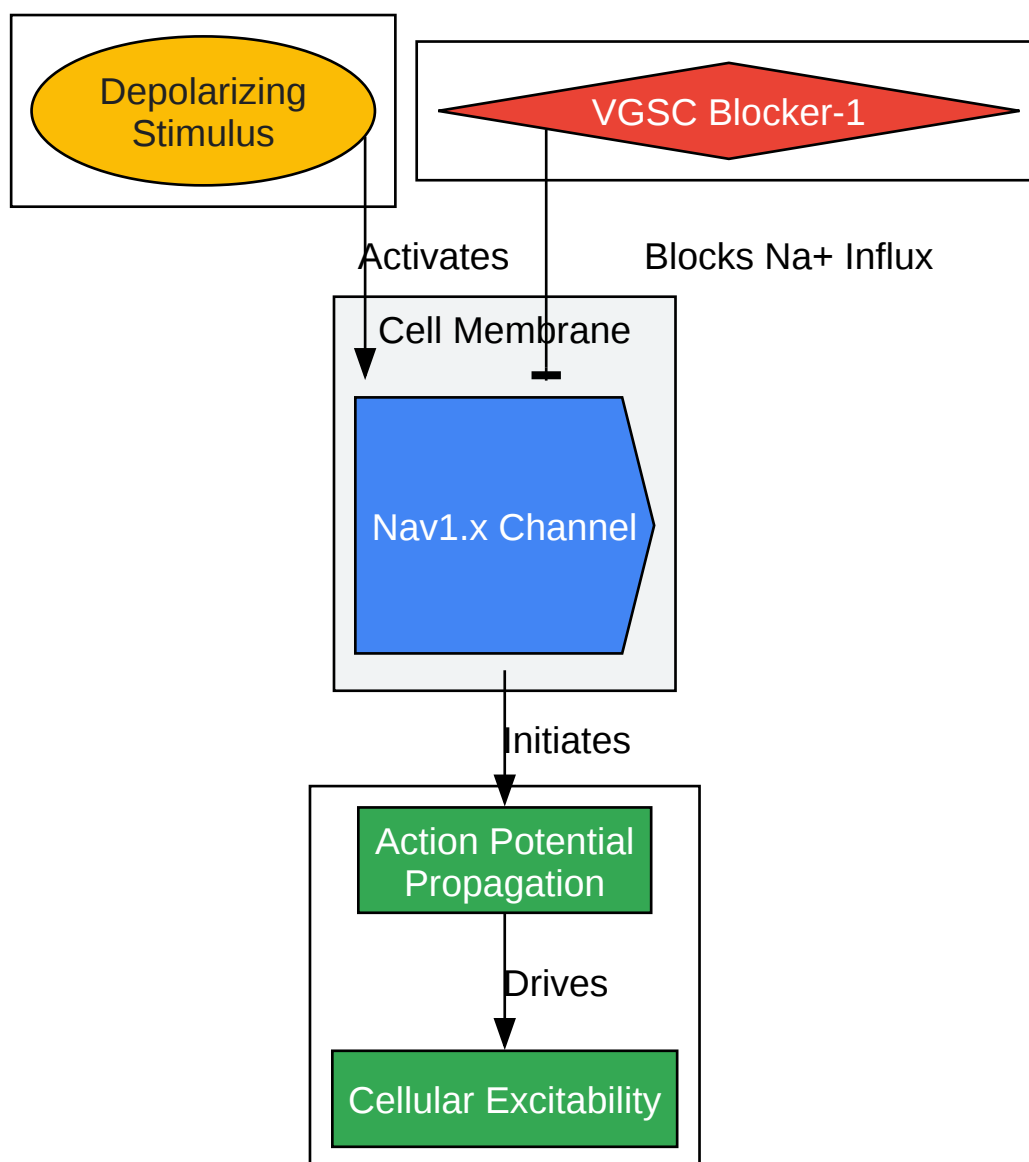 Depolarizing
Stimulus
VGSC Blocker-1
Activates
Blocks Na+ Influx
Cell Membrane
Nav1.x Channel
Initiates
Action Potential
Propagation
Drives
Cellular Excitability